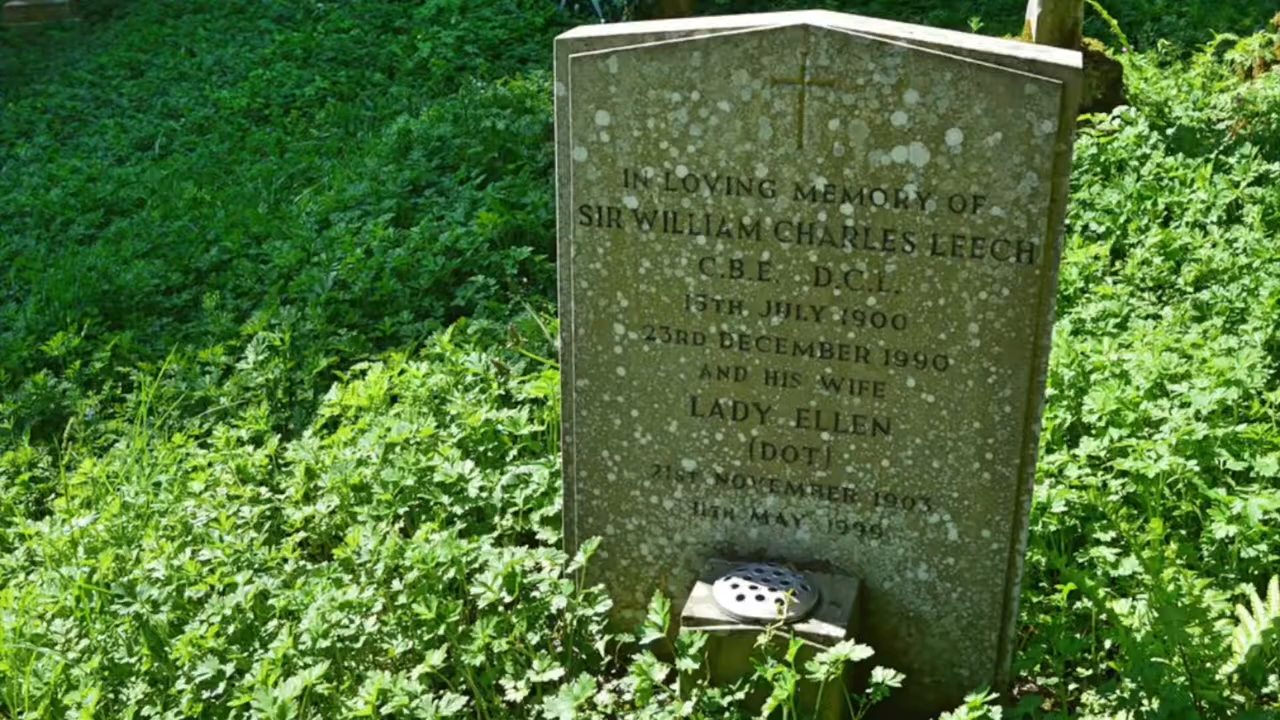 IN LOVING MEMORY OF
SIR WILLIAM CHARLES LEECH
C.B.E. D.C.L.
15TH JULY 1900
23RD DECEMBER 1990
AND HIS WIFE
LADY ELLEN
(DOT)
21ST NOVEMBER 1903
11TH MAY 1999